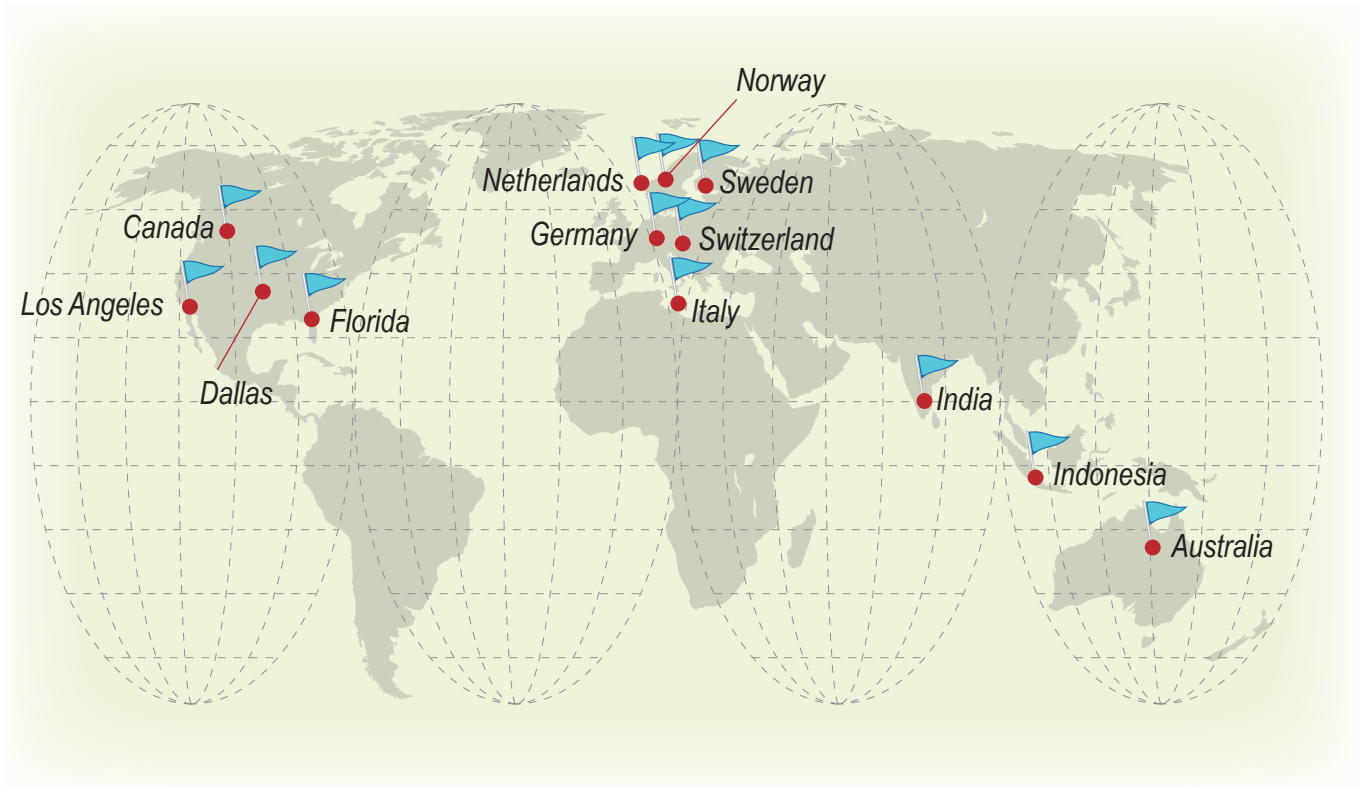 Norway
Netherlands
Sweden
Canada
Germany
Switzerland
Los Angeles
Florida
Italy
Dallas
India
Indonesia
Australia